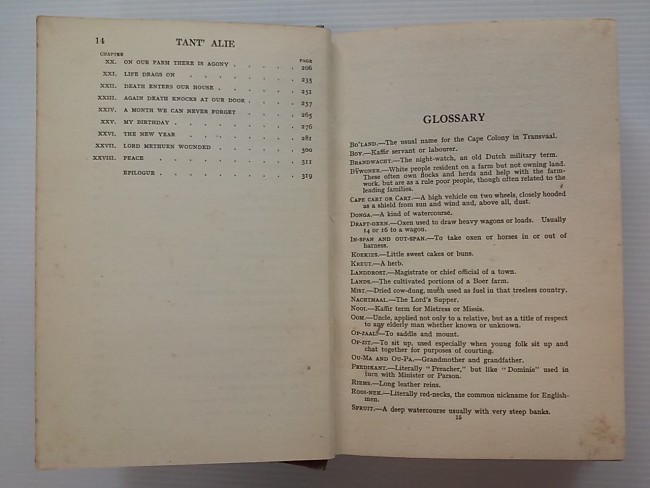 14 TANT' ALIE
CHAPTER PAGE
XX. ON OUR FARM THERE IS AGONY . . . . . 206
XXI. LIFE DRAGS ON . . . . . . . 235
XXII. DEATH ENTERS OUR HOUSE . . . . . . 251
XXIII. AGAIN DEATH KNOCKS AT OUR DOOR . . . . . 257
XXIV. A MONTH WE CAN NEVER FORGET . . . . . 265
XXV. MY BIRTHDAY . . . . . . . 276
XXVI. THE NEW YEAR . . . . . . . 281
XXVII. LORD METHUEN WOUNDED . . . . . . 300
XXVIII. PEACE . . . . . . . . 311
EPILOGUE . . . . . . . . 319
GLOSSARY
BO'LAND.—The usual name for the Cape Colony in Transvaal.
BOY.—Kaffir servant or labourer.
BRANDWACHT.—The night-watch, an old Dutch military term.
BYWONER.—White people resident on a farm but not owning land.
These often own flocks and herds and help with the farm-
work, but are as a rule poor people, though often related to the
leading families.
CAPE CART OR CART.—A high vehicle on two wheels, closely hooded
as a shield from sun and wind and, above all, dust.
DONGA.—A kind of watercourse.
DRAFT-OXEN.—Oxen used to draw heavy wagons or loads. Usually
14 or 16 to a wagon.
IN-SPAN AND OUT-SPAN.—To take oxen or horses in or out of
harness.
KOEKIES.—Little sweet cakes or buns.
KREUT.—A herb.
LANDDROST.—Magistrate or chief official of a town.
LANDS.—The cultivated portions of a Boer farm.
MIST.—Dried cow-dung, much used as fuel in that treeless country.
NACHTMAAL.—The Lord's Supper.
NOOI.—Kaffir term for Mistress or Missis.
OOM.—Uncle, applied not only to a relative, but as a title of respect
to any elderly man whether known or unknown.
OP-ZAAL.—To saddle and mount.
OP-ZIT.—To sit up, used especially when young folk sit up and
chat together for purposes of courting.
OU-MA AND OU-PA.—Grandmother and grandfather.
PREDIKANT.—Literally "Preacher," but like "Dominie" used in
turn with Minister or Parson.
RIEMS.—Long leather reins.
ROOI-NEK.—Literally red-necks, the common nickname for English-
men.
SPRUIT.—A deep watercourse usually with very steep banks.
15